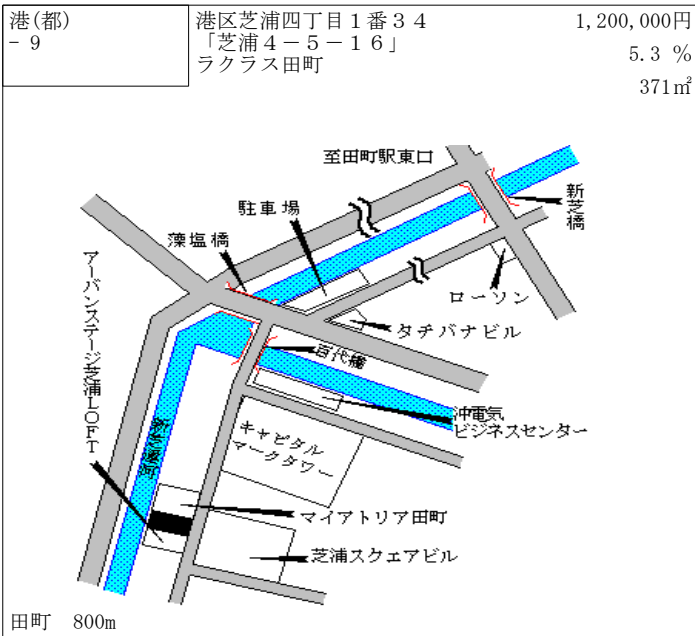 港(都)
- 9
港区芝浦四丁目1番34
「芝浦4-5-16」
ラクラス田町
1,200,000円
5.3 %
371㎡
至田町駅東口
新芝橋
駐車場
藻塩橋
ローソン
タチバナビル
百代橋
アーバンステージ芝浦LOFT
沖電気
ビジネスセンター
キャピタル
マークタワー
マイアトリア田町
芝浦スクェアビル
田町 800m